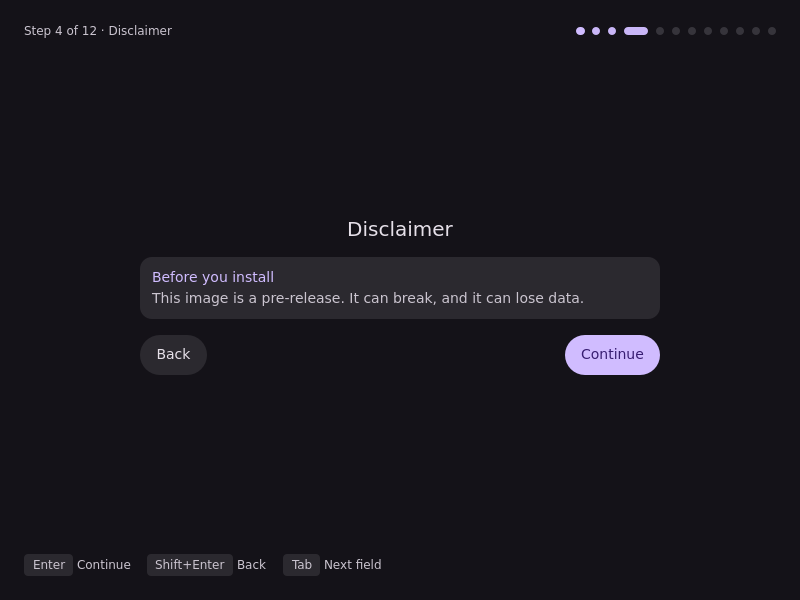 Step 4 of 12 · Disclaimer
Disclaimer
Before you install
This image is a pre-release. It can break, and it can lose data.
Back
Continue
Enter Continue Shift+Enter Back Tab Next field